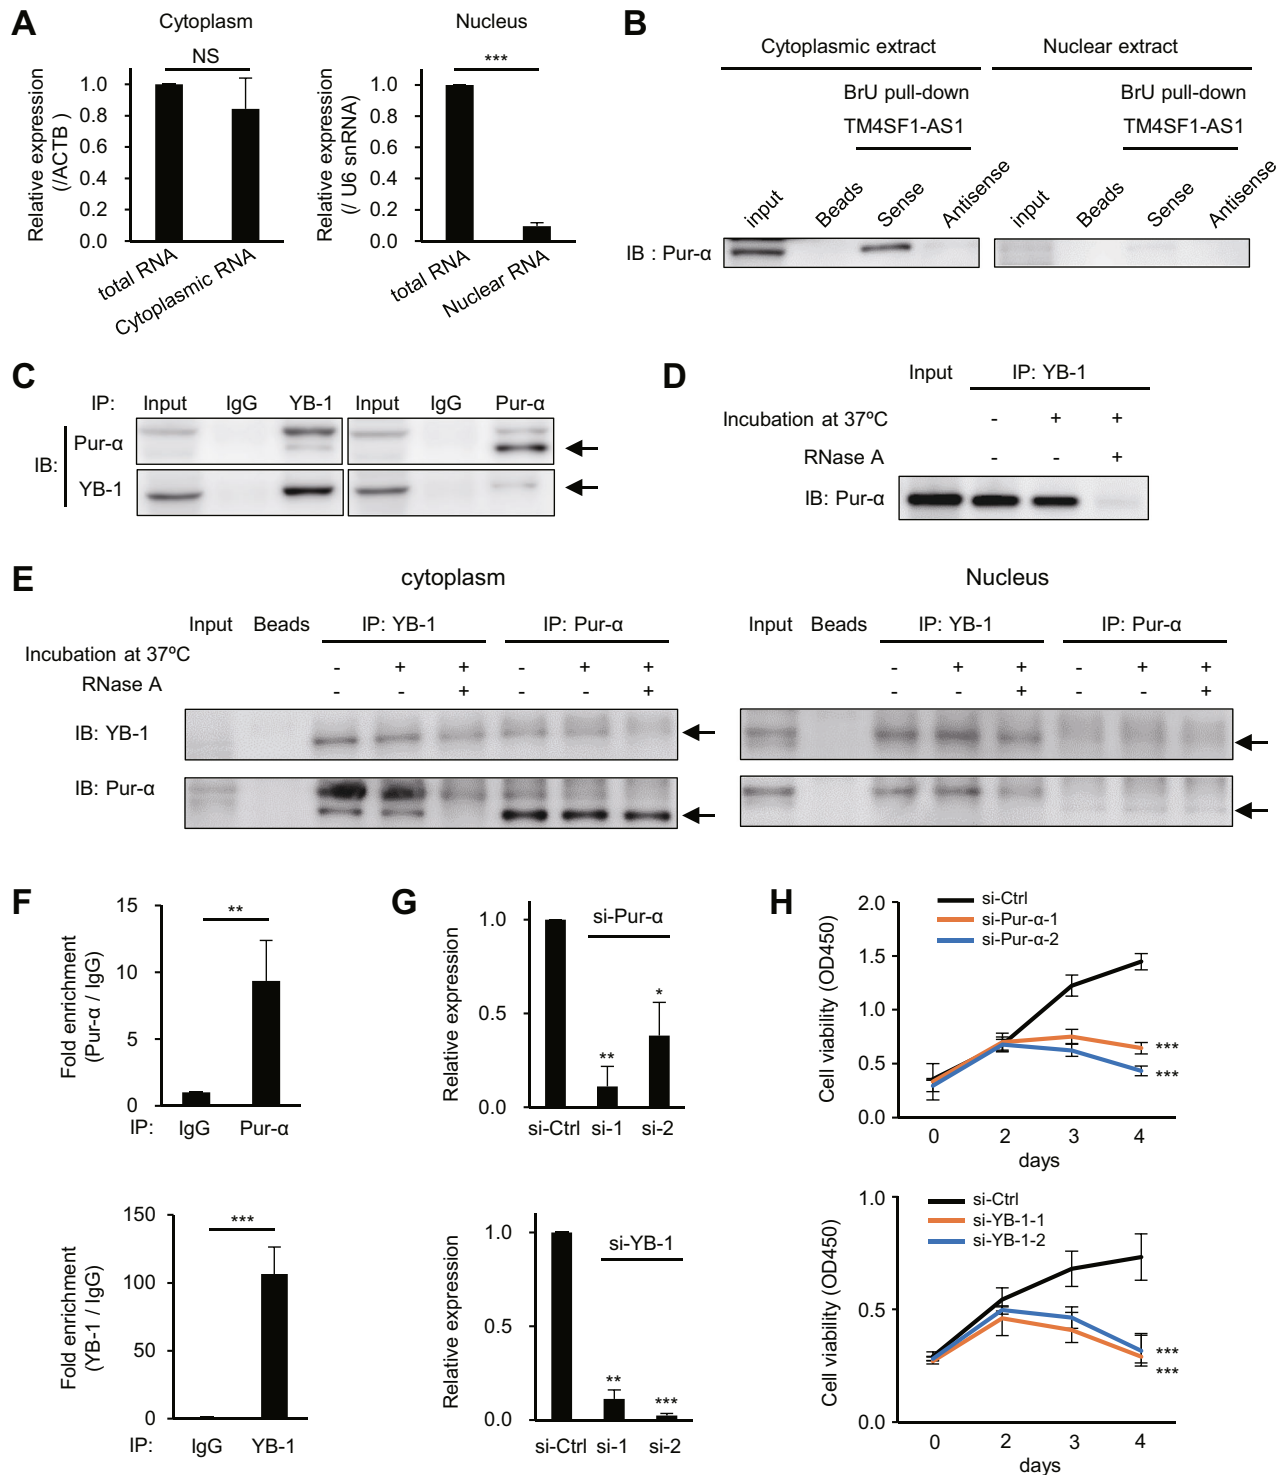 A
Cytoplasm
Nucleus
NS
***
Relative expression
(/ACTB )
1.0
0.8
0.6
0.4
0.2
0.0
total RNA
Cytoplasmic RNA
Relative expression
(/ U6 snRNA)
1.0
0.8
0.6
0.4
0.2
0.0
total RNA
Nuclear RNA
B
Cytoplasmic extract
Nuclear extract
BrU pull-down
TM4SF1-AS1
BrU pull-down
TM4SF1-AS1
input
Beads
Sense
Antisense
input
Beads
Sense
Antisense
IB : Pur-α
C
IP:
Input
IgG
YB-1
Input
IgG
Pur-α
IB:
Pur-α
YB-1
D
Input
IP: YB-1
Incubation at 37ºC
- + +
RNase A
- - +
IB: Pur-α
E
cytoplasm
Nucleus
Input Beads IP: YB-1 IP: Pur-α
Input Beads IP: YB-1 IP: Pur-α
Incubation at 37ºC
- + + - + +
- + + - + +
RNase A
- - + - - +
- - + - - +
IB: YB-1
IB: Pur-α
F
Fold enrichment
(Pur-α / IgG)
15
10
5
0
**
IP: IgG Pur-α
Fold enrichment
(YB-1 / IgG)
150
100
50
0
***
IP: IgG YB-1
G
Relative expression
1.0
0.5
0.0
si-Pur-α
**
*
si-Ctrl si-1 si-2
Relative expression
1.0
0.5
0.0
si-YB-1
**
***
si-Ctrl si-1 si-2
H
Cell viability (OD450)
2.0
1.5
1.0
0.5
0.0
si-Ctrl
si-Pur-α-1
si-Pur-α-2
***
***
0 2 3 4
days
Cell viability (OD450)
1.0
0.5
0.0
si-Ctrl
si-YB-1-1
si-YB-1-2
***
***
0 2 3 4
days